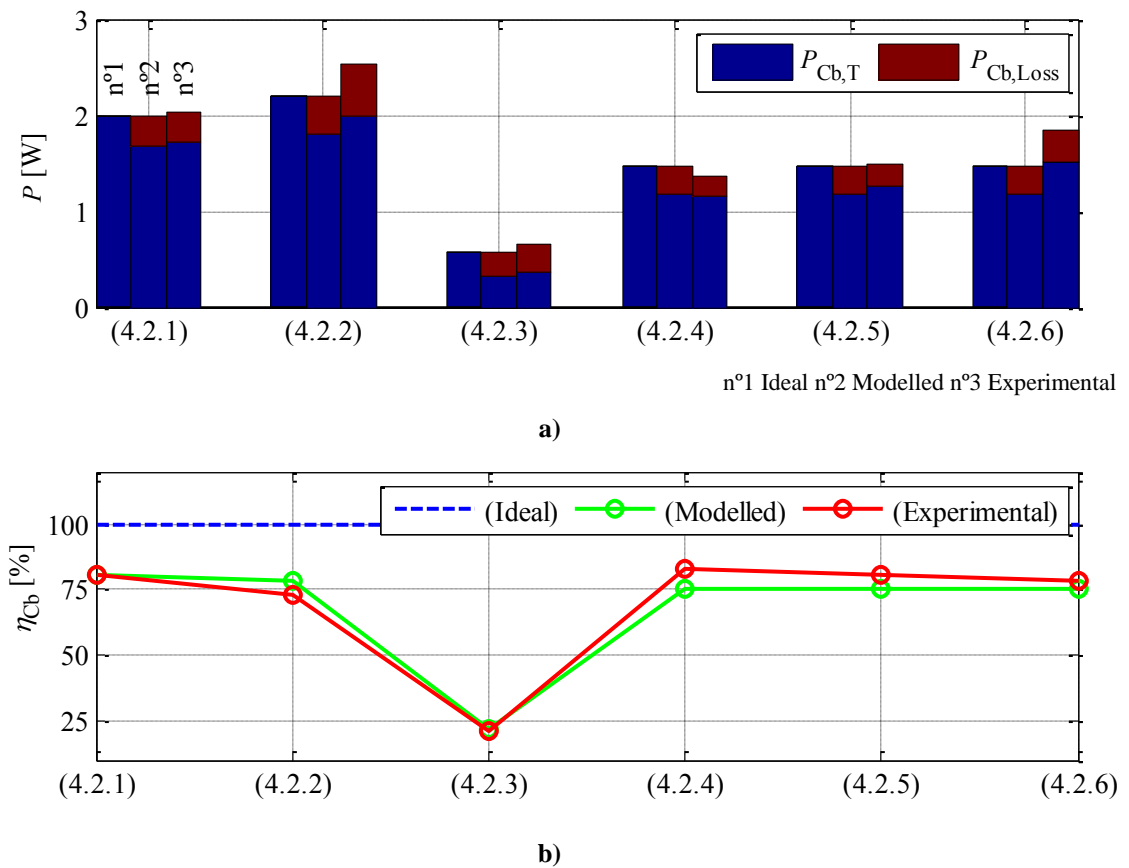 3
2
1
0
P [W]
nº1
nº2
nº3
P_Cb,T P_Cb,Loss
(4.2.1) (4.2.2) (4.2.3) (4.2.4) (4.2.5) (4.2.6)
nº1 Ideal nº2 Modelled nº3 Experimental
a)
100
75
50
25
η_Cb [%]
(Ideal) (Modelled) (Experimental)
(4.2.1) (4.2.2) (4.2.3) (4.2.4) (4.2.5) (4.2.6)
b)